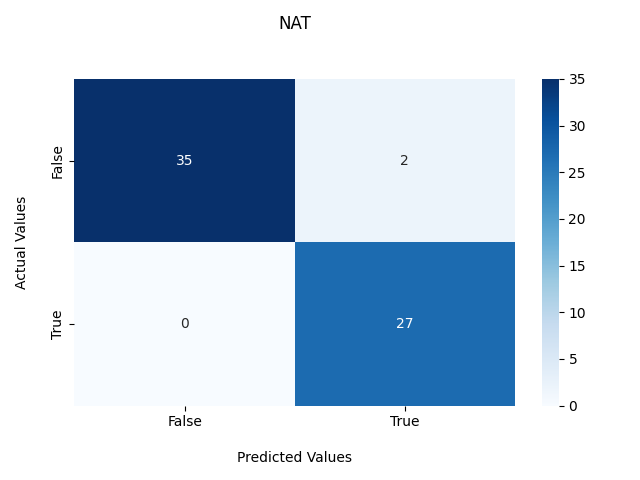 NAT
35
2
0
27
False
True
Actual Values
False
True
Predicted Values
35
30
25
20
15
10
5
0